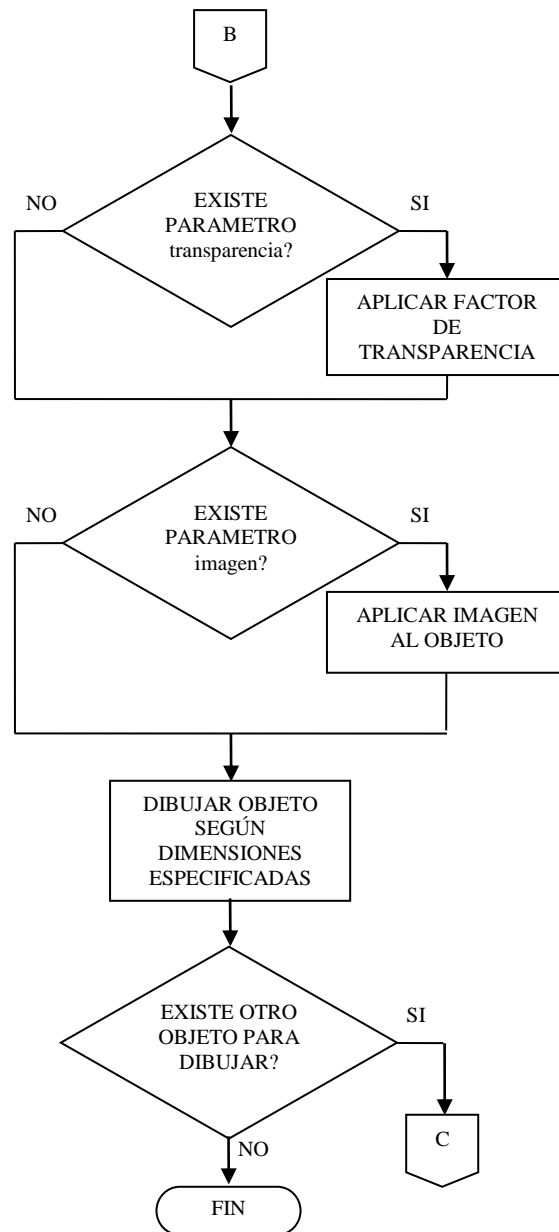 B
EXISTE
PARAMETRO
transparencia?
NO
SI
APLICAR FACTOR
DE
TRANSPARENCIA
EXISTE
PARAMETRO
imagen?
NO
SI
APLICAR IMAGEN
AL OBJETO
DIBUJAR OBJETO
SEGÚN
DIMENSIONES
ESPECIFICADAS
EXISTE OTRO
OBJETO PARA
DIBUJAR?
SI
C
NO
FIN